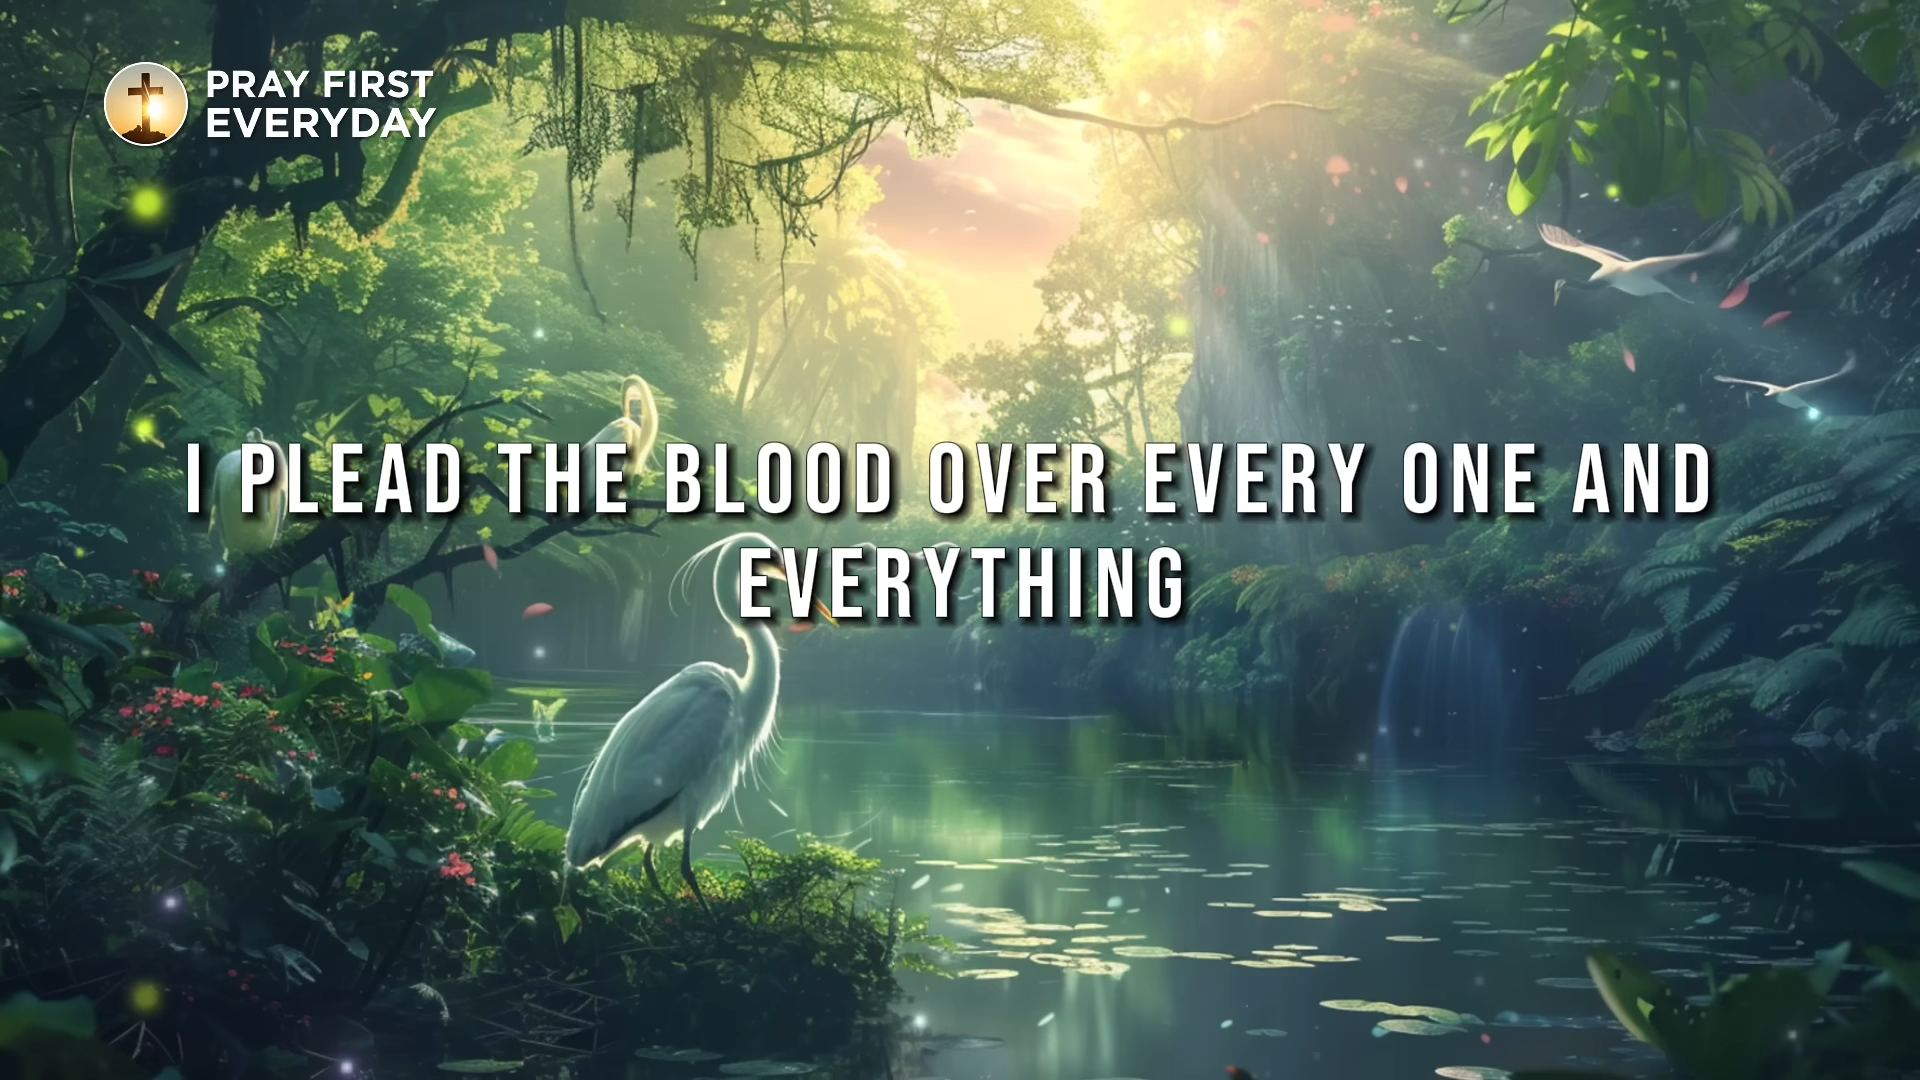 PRAY FIRST
EVERYDAY
I PLEAD THE BLOOD OVER EVERY ONE AND
EVERYTHING